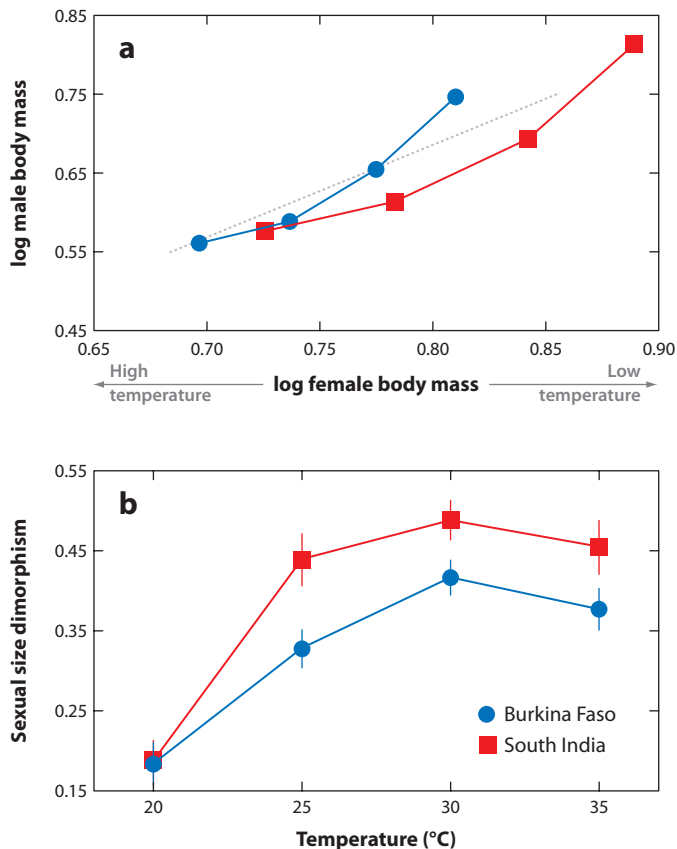 a
log male body mass
0.85
0.75
0.65
0.55
0.45
0.65
0.70
0.75
0.80
0.85
0.90
High
temperature
log female body mass
Low
temperature
b
Sexual size dimorphism
0.55
0.45
0.35
0.25
0.15
Burkina Faso
South India
20
25
30
35
Temperature (°C)